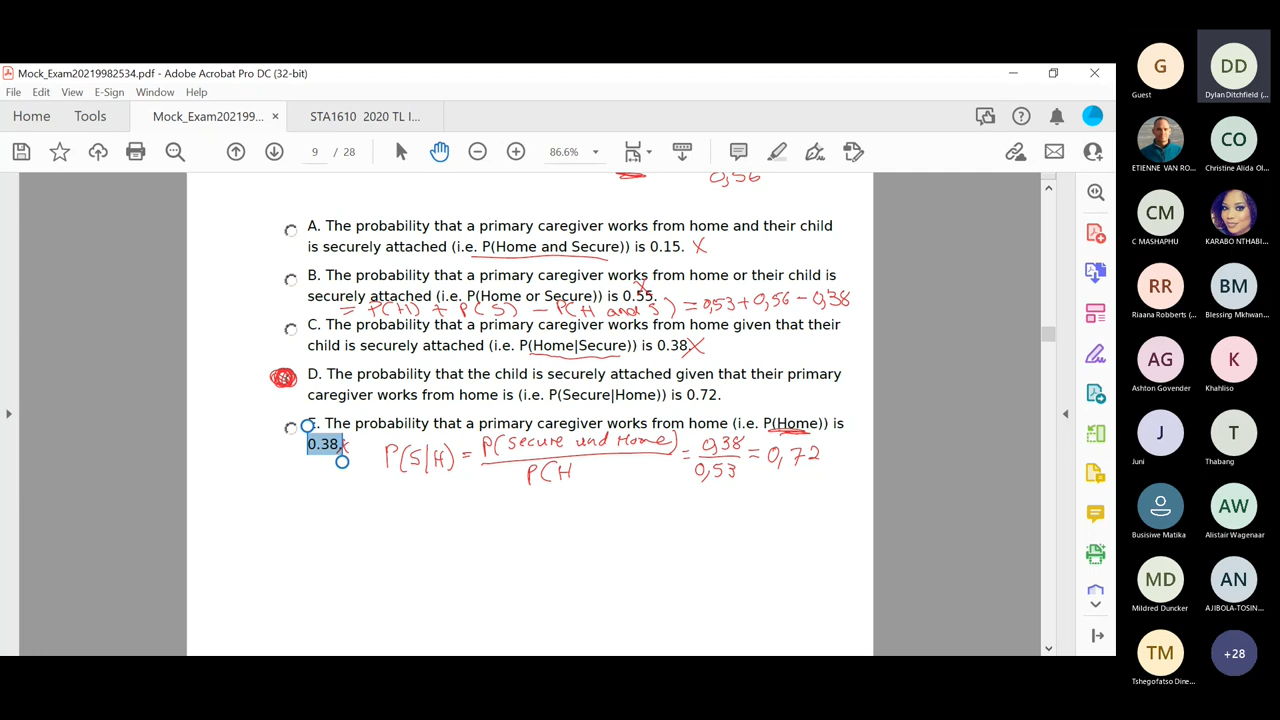 Mock_Exam20219982534.pdf - Adobe Acrobat Pro DC (32-bit)
File Edit View E-Sign Window Help
Home Tools Mock_Exam202199... × STA1610 2020 TL I...
9 / 28 86.6%
0,56
A. The probability that a primary caregiver works from home and their child
is securely attached (i.e. P(Home and Secure)) is 0.15. X
B. The probability that a primary caregiver works from home or their child is
securely attached (i.e. P(Home or Secure)) is 0.55. X
= P(H) + P(S) - P(H and S) = 0,53 + 0,56 - 0,38
C. The probability that a primary caregiver works from home given that their
child is securely attached (i.e. P(Home|Secure)) is 0.38. X
D. The probability that the child is securely attached given that their primary
caregiver works from home is (i.e. P(Secure|Home)) is 0.72.
E. The probability that a primary caregiver works from home (i.e. P(Home)) is
0.38. X
P(S|H) = P(Secure und Home) = 0,38 = 0,72
P(H 0,53
G
Guest
DD
Dylan Ditchfield (...
ETIENNE VAN RO...
CO
Christine Alida Ol...
CM
C MASHAPHU
KARABO NTHABI...
RR
Riaana Robberts (...
BM
Blessing Mkhwan...
AG
Ashton Govender
K
Khahliso
J
Juni
T
Thabang
Busisiwe Matika
AW
Alistair Wagenaar
MD
Mildred Duncker
AN
AJIBOLA-TOSIN...
TM
Tshegofatso Dine...
+28